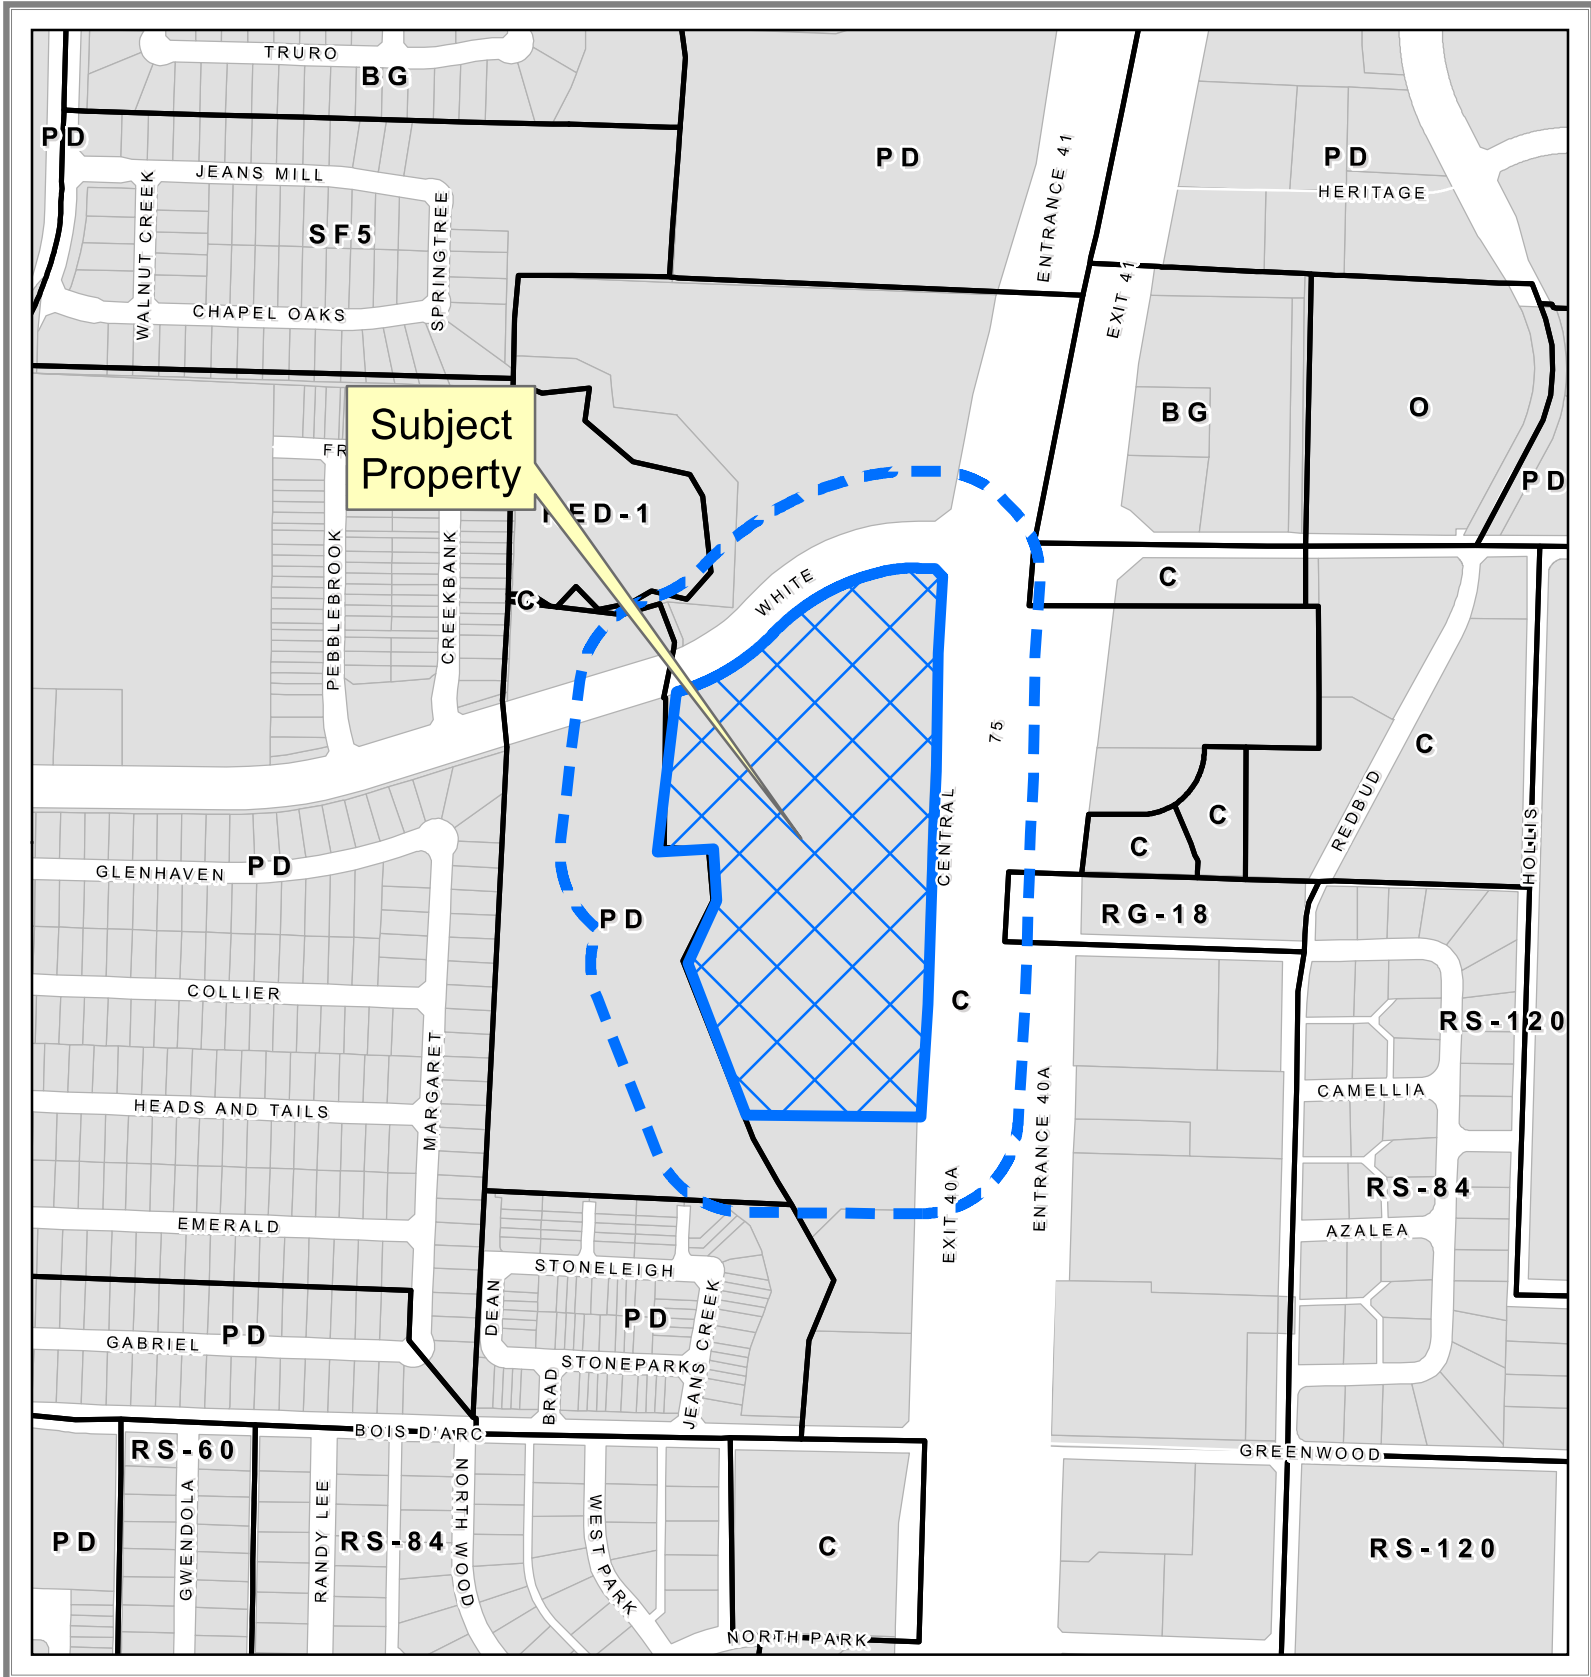 TRURO
BG
PD
PD
ENTRANCE 41
PD
HERITAGE
JEANS MILL
WALNUT CREEK
SPRINGTREE
SF5
CHAPEL OAKS
EXIT 41
BG
O
PD
Subject
Property
FR
PEBBLEBROOK
CREEKBANK
ED-1
C
WHITE
C
75
C
REDBUD
HOLLIS
CENTRAL
C
C
GLENHAVEN
PD
PD
RG-18
COLLIER
C
RS-120
MARGARET
HEADS AND TAILS
CAMELLIA
ENTRANCE 40A
EXIT 40A
RS-84
EMERALD
AZALEA
STONELEIGH
DEAN
PD
JEANS CREEK
GABRIEL
PD
STONEPARK
BRAD
BOIS D'ARC
RS-60
GREENWOOD
GWENDOLA
RANDY LEE
RS-84
NORTH WOOD
WEST PARK
PD
C
RS-120
NORTH PARK